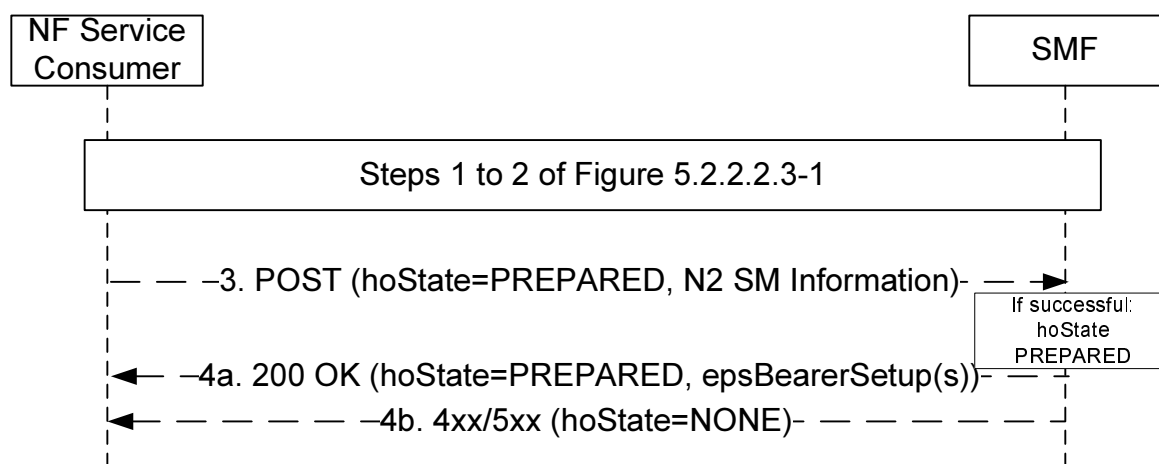 NF Service
Consumer
SMF
Steps 1 to 2 of Figure 5.2.2.2.3-1
3. POST (hoState=PREPARED, N2 SM Information)
If successful:
hoState
PREPARED
4a. 200 OK (hoState=PREPARED, epsBearerSetup(s))
4b. 4xx/5xx (hoState=NONE)